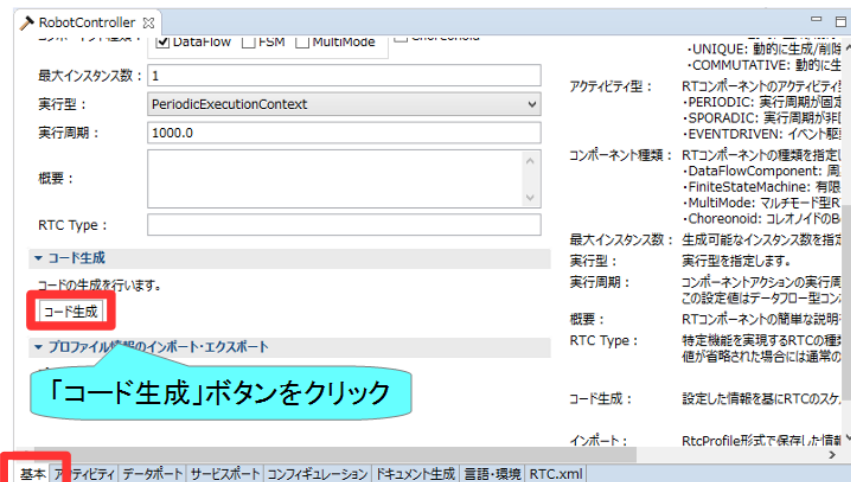 RobotController
DataFlow FSM MultiMode
最大インスタンス数： 1
実行型： PeriodicExecutionContext
実行周期： 1000.0
概要：
RTC Type：
コード生成
コードの生成を行います。
コード生成
プロファイル情報のインポート・エクスポート
「コード生成」ボタンをクリック
・UNIQUE: 動的に生成/削除
・COMMUTATIVE: 動的に生
アクティビティ型： RTコンポーネントのアクティビティ
・PERIODIC: 実行周期が固定
・SPORADIC: 実行周期が非
・EVENTDRIVEN: イベント駆
コンポーネント種類： RTコンポーネントの種類を指定
・DataFlowComponent: 周
・FiniteStateMachine: 有限
・MultiMode: マルチモード型R
・Choreonoid: コレオノイドのB
最大インスタンス数： 生成可能なインスタンス数を指定
実行型： 実行型を指定します。
実行周期： コンポーネントアクションの実行周
この設定値はデータフロー型コン
概要： RTコンポーネントの簡単な説明
RTC Type： 特定機能を実現するRTCの種
値が省略された場合には通常の
コード生成： 設定した情報を基にRTCのスケ
インポート： RtcProfile形式で保存した情報
基本 アクティビティ データポート サービスポート コンフィギュレーション ドキュメント生成 言語・環境 RTC.xml